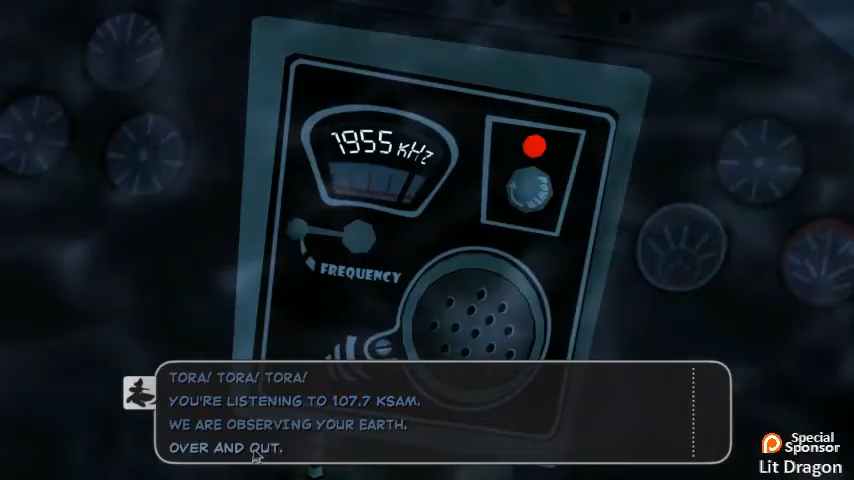 1955 kHz
POWER
FREQUENCY
TORA! TORA! TORA!
YOU'RE LISTENING TO 107.7 KSAM.
WE ARE OBSERVING YOUR EARTH.
OVER AND OUT.
Special
Sponsor
Lit Dragon